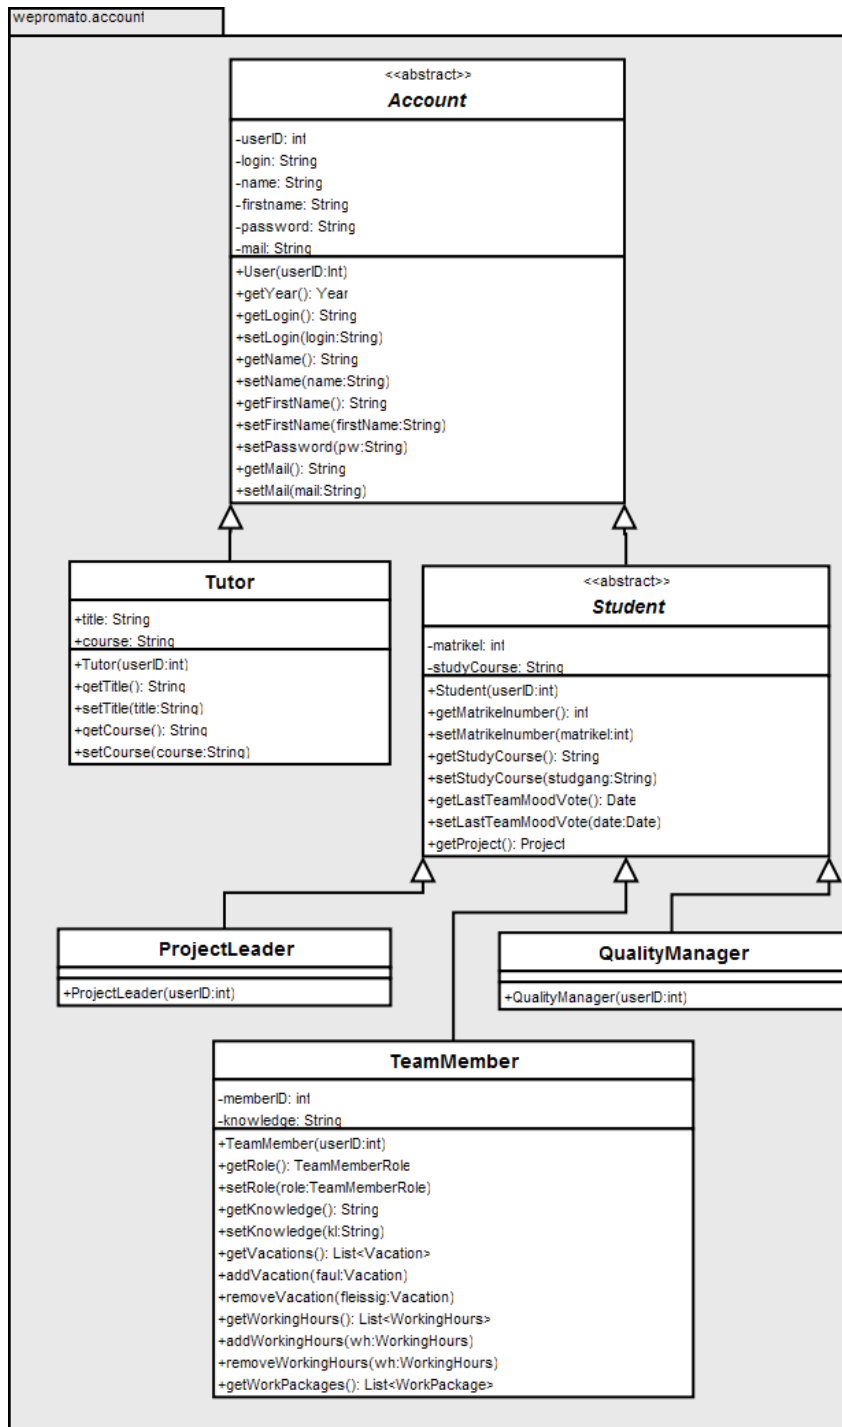 wepromato.account
<<abstract>>
Account
-userID: int
-login: String
-name: String
-firstname: String
-password: String
-mail: String
+User(userID:Int)
+getYear(): Year
+getLogin(): String
+setLogin(login:String)
+getName(): String
+setName(name:String)
+getFirstName(): String
+setFirstName(firstName:String)
+setPassword(pw:String)
+getMail(): String
+setMail(mail:String)
Tutor
+title: String
+course: String
+Tutor(userID:int)
+getTitle(): String
+setTitle(title:String)
+getCourse(): String
+setCourse(course:String)
<<abstract>>
Student
-matrikel: int
-studyCourse: String
+Student(userID:int)
+getMatrikelnumber(): int
+setMatrikelnumber(matrikel:int)
+getStudyCourse(): String
+setStudyCourse(studgang:String)
+getLastTeamMoodVote(): Date
+setLastTeamMoodVote(date:Date)
+getProject(): Project
ProjectLeader
+ProjectLeader(userID:int)
QualityManager
+QualityManager(userID:int)
TeamMember
-memberID: int
-knowledge: String
+TeamMember(userID:int)
+getRole(): TeamMemberRole
+setRole(role:TeamMemberRole)
+getKnowledge(): String
+setKnowledge(kl:String)
+getVacations(): List<Vacation>
+addVacation(faul:Vacation)
+removeVacation(fleissig:Vacation)
+getWorkingHours(): List<WorkingHours>
+addWorkingHours(wh:WorkingHours)
+removeWorkingHours(wh:WorkingHours)
+getWorkPackages(): List<WorkPackage>